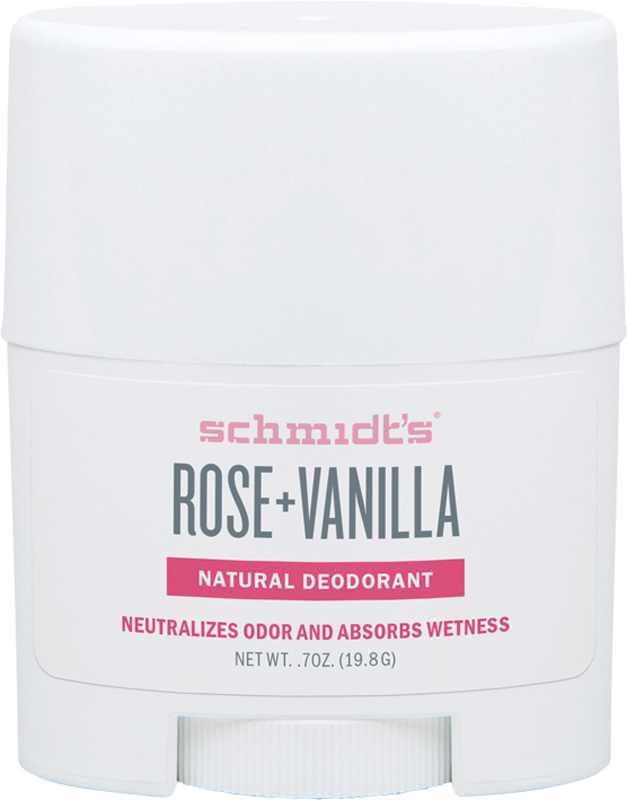 schmidt's®
ROSE+VANILLA
NATURAL DEODORANT
NEUTRALIZES ODOR AND ABSORBS WETNESS
NET WT. .7OZ. (19.8G)